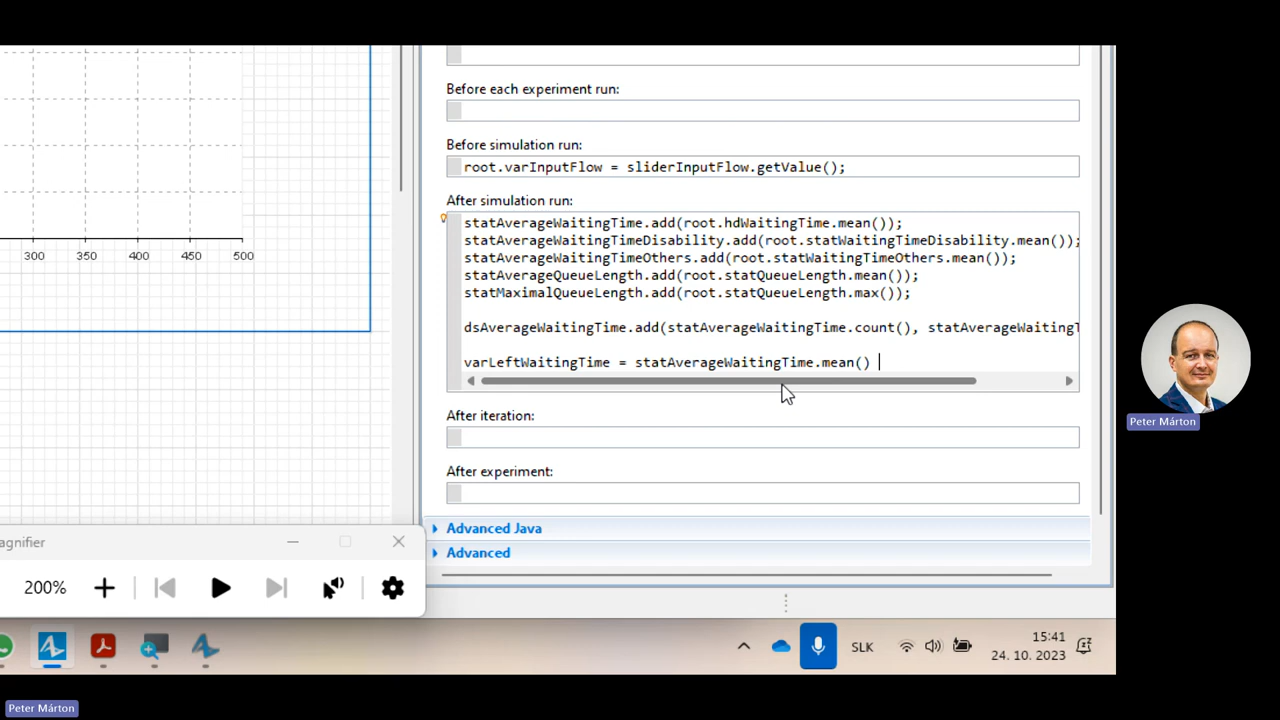 Before each experiment run:
Before simulation run:
root.varInputFlow = sliderInputFlow.getValue();
After simulation run:
statAverageWaitingTime.add(root.hdWaitingTime.mean());
statAverageWaitingTimeDisability.add(root.statWaitingTimeDisability.mean());
statAverageWaitingTimeOthers.add(root.statWaitingTimeOthers.mean());
statAverageQueueLength.add(root.statQueueLength.mean());
statMaximalQueueLength.add(root.statQueueLength.max());
dsAverageWaitingTime.add(statAverageWaitingTime.count(), statAverageWaitingT
varLeftWaitingTime = statAverageWaitingTime.mean()
300 350 400 450 500
After iteration:
After experiment:
Advanced Java
Advanced
agnifier
200%
SLK
15:41
24. 10. 2023
Peter Márton
Peter Márton